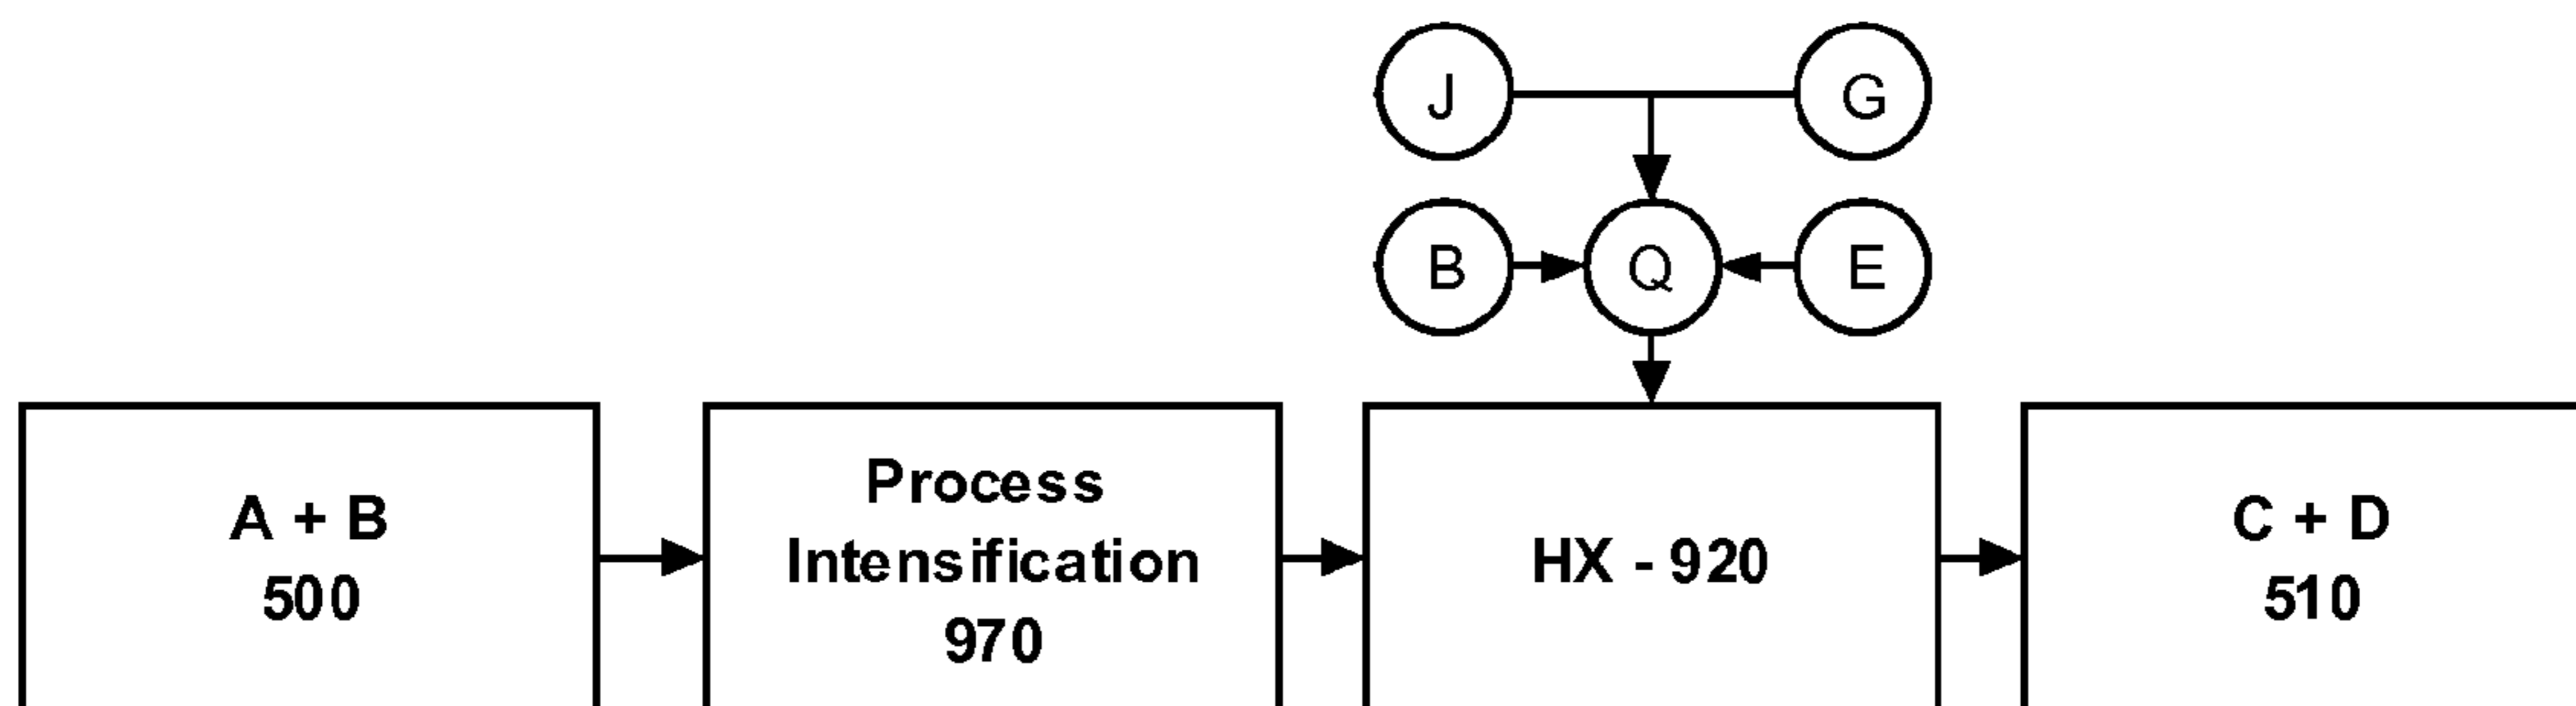 J
G
B
Q
E
A + B
500
Process
Intensification
970
HX - 920
C + D
510